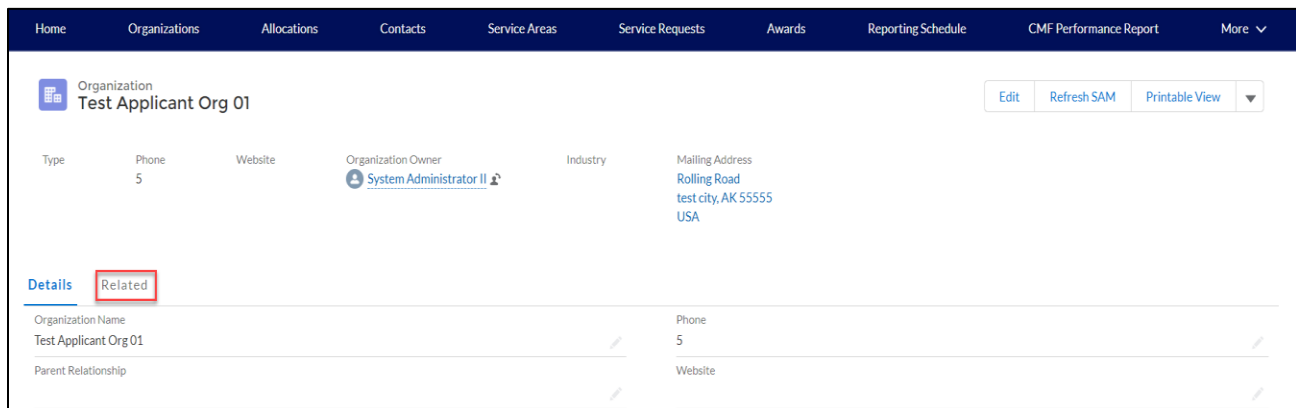 Home Organizations Allocations Contacts Service Areas Service Requests Awards Reporting Schedule CMF Performance Report More
Organization
Test Applicant Org 01
Edit Refresh SAM Printable View
Type Phone Website Organization Owner Industry Mailing Address
5 System Administrator II Rolling Road
test city, AK 55555
USA
Details Related
Organization Name Phone
Test Applicant Org 01 5
Parent Relationship Website